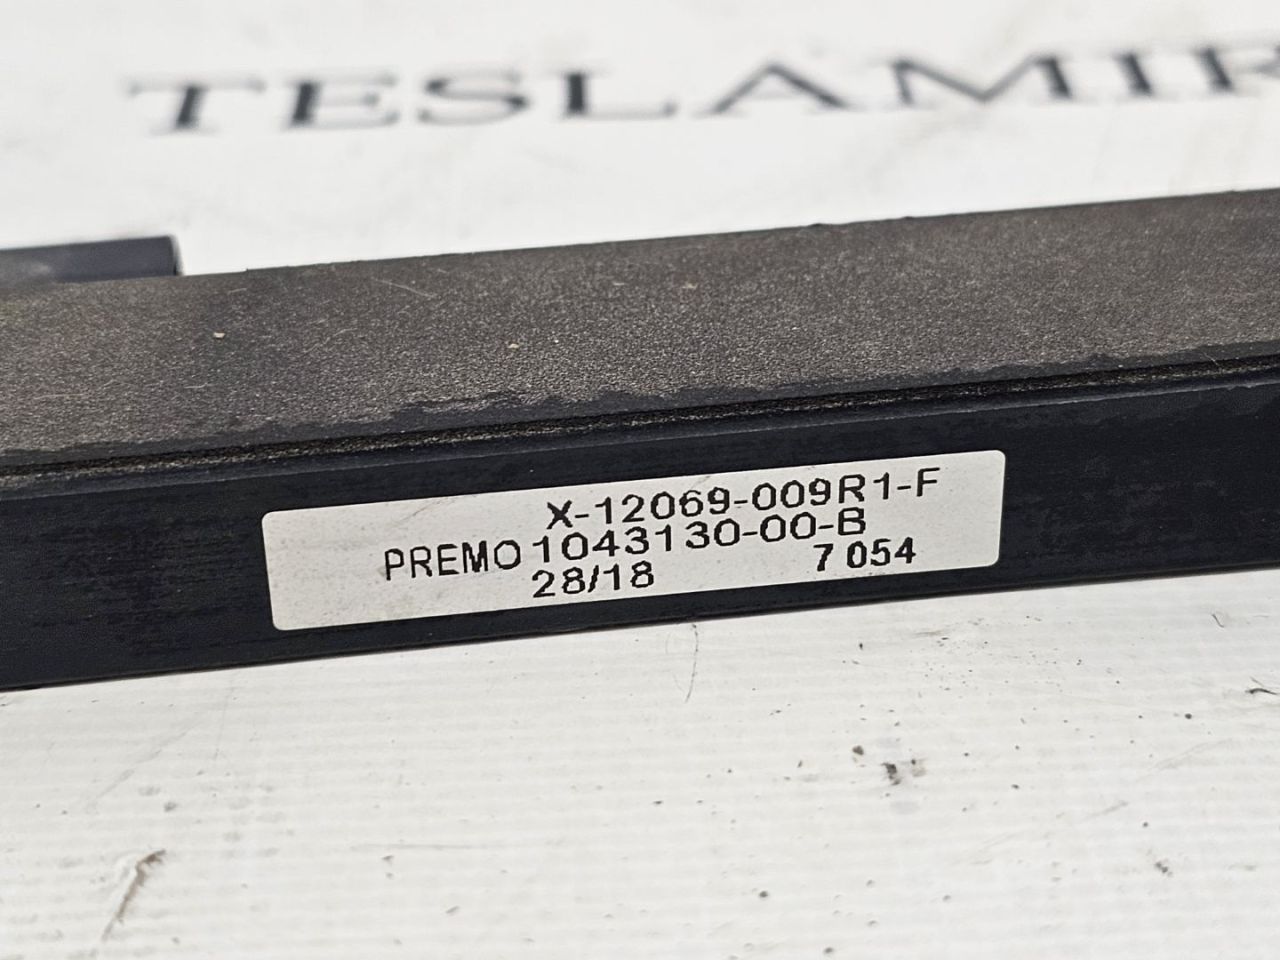 TESLAMIR
X-12069-009R1-F
PREMO 1043130-00-B
28/18 7 054